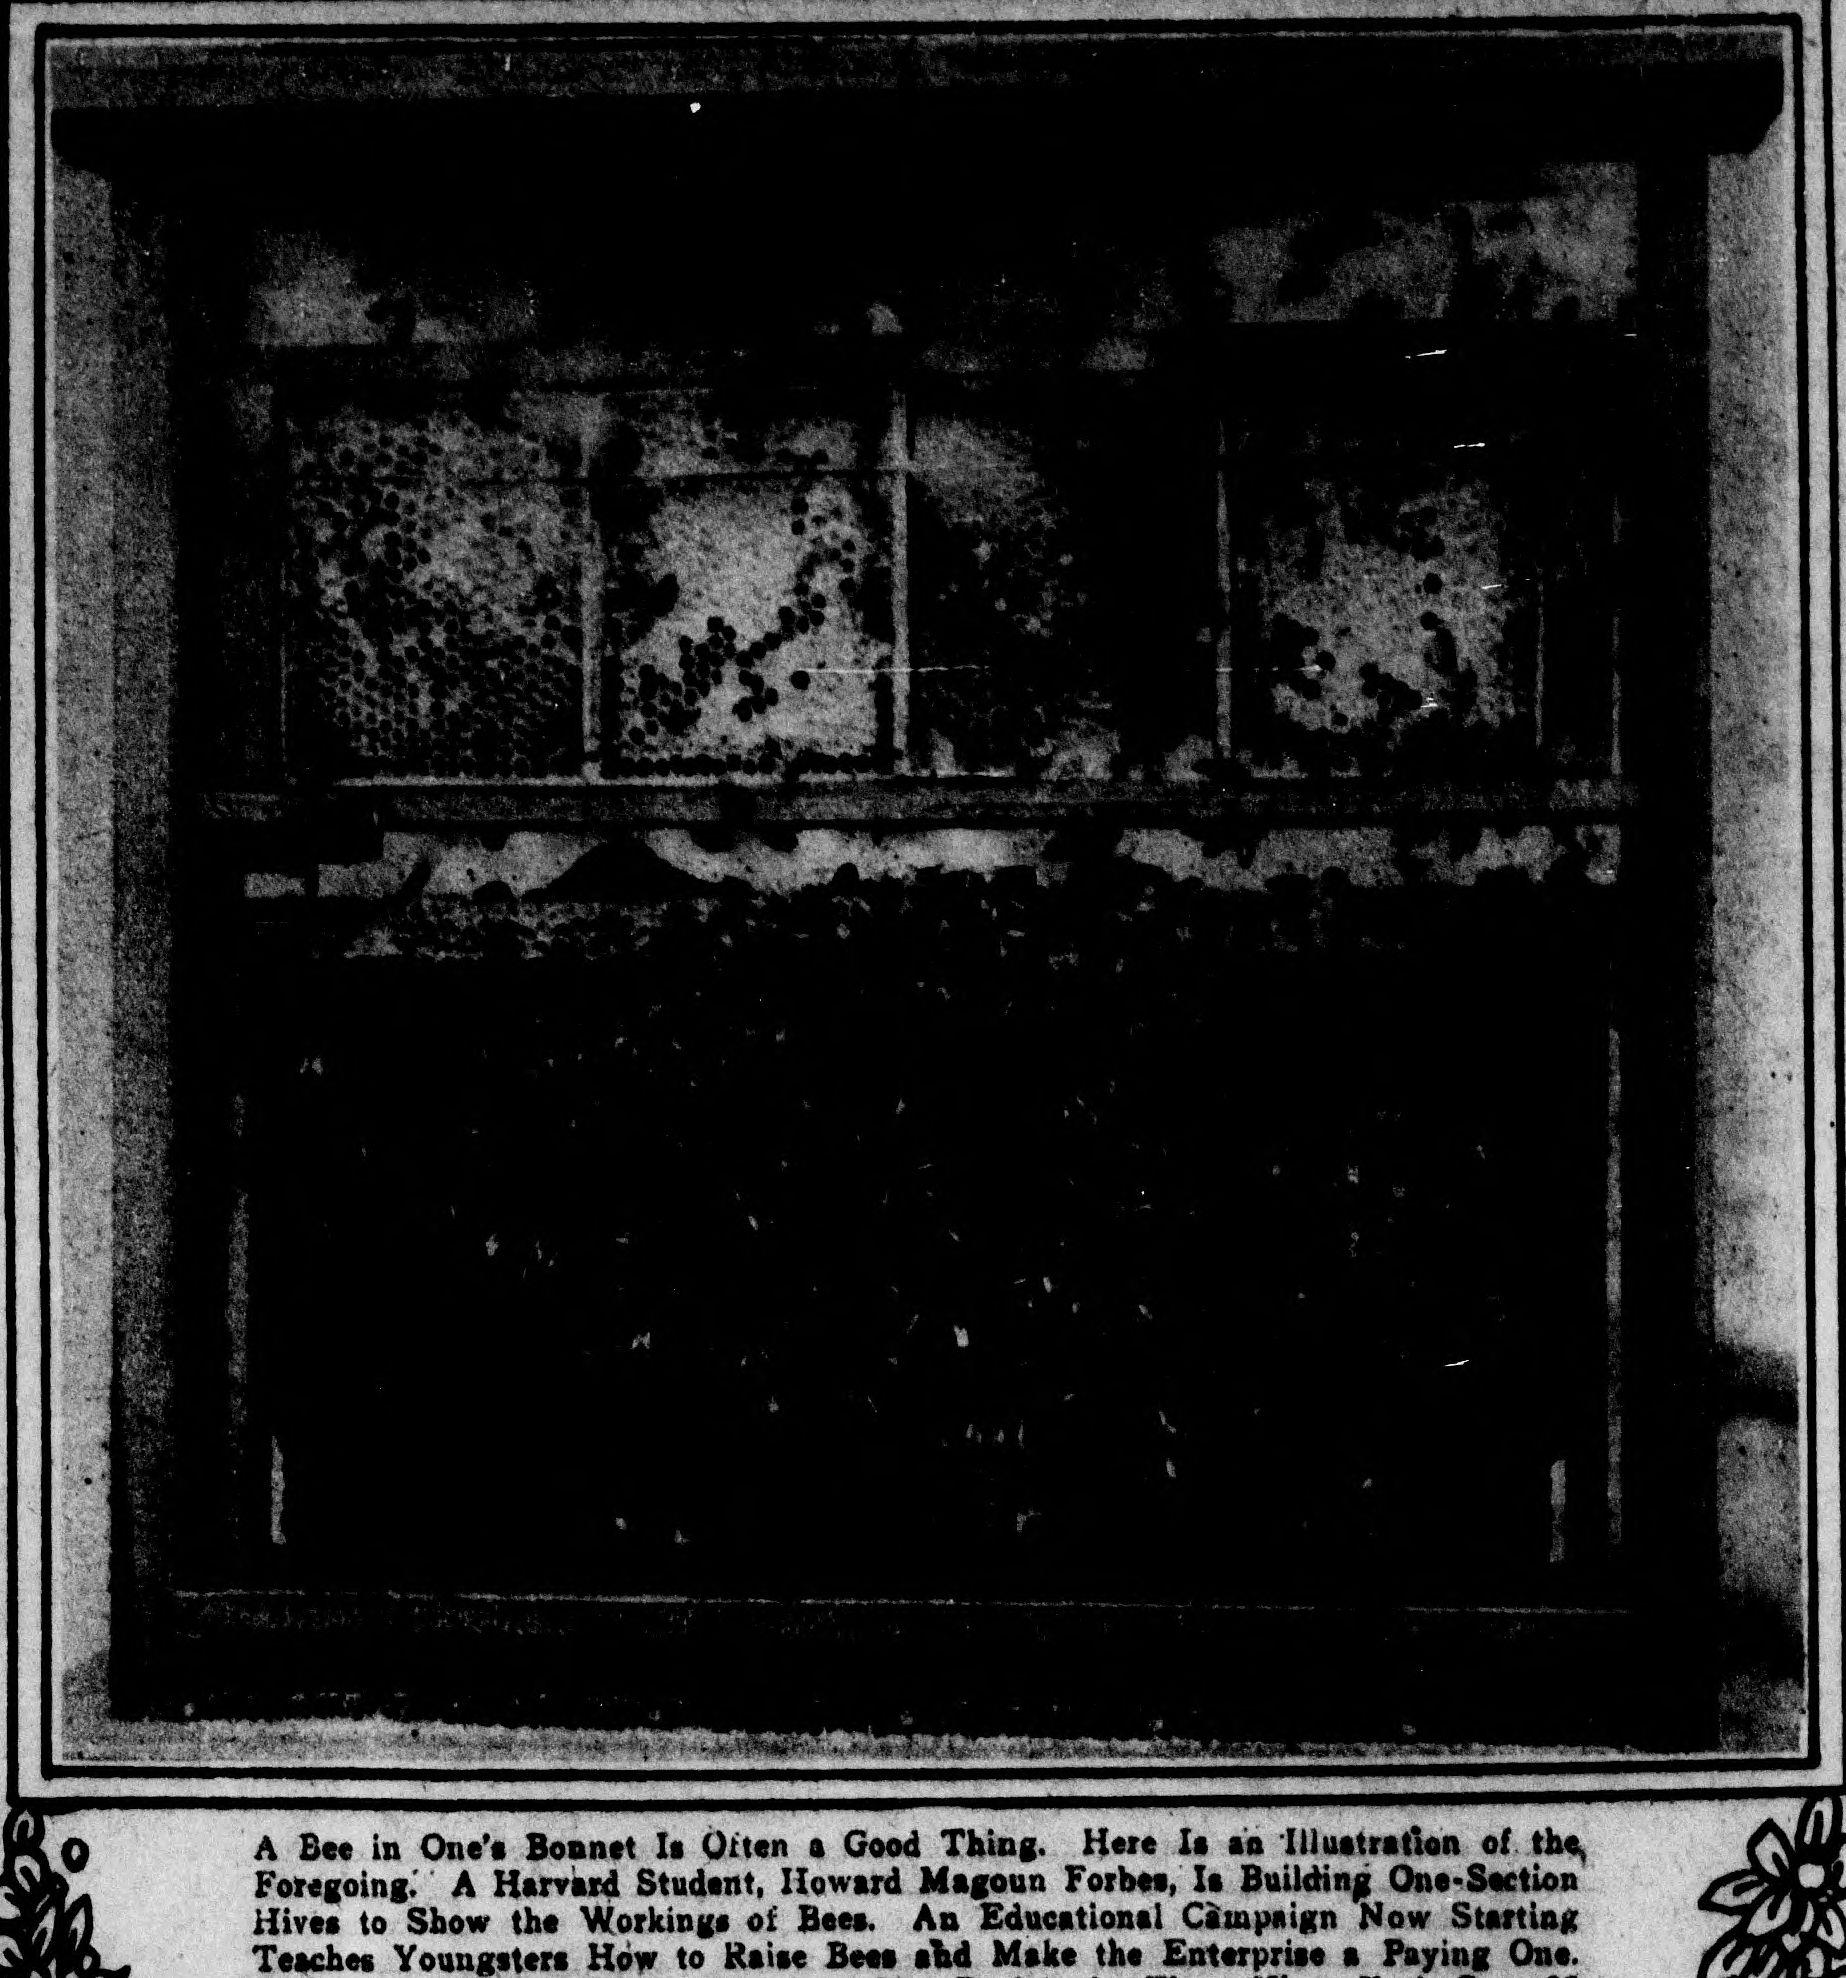 A Bee in One's Bonnet Is Often a Good Thing. Here Is an Illustration of the
Foregoing. A Harvard Student, Howard Magoun Forbes, Is Building One-Section
Hives to Show the Workings of Bees. An Educational Campaign Now Starting
Teaches Youngsters How to Raise Bees and Make the Enterprise a Paying One.